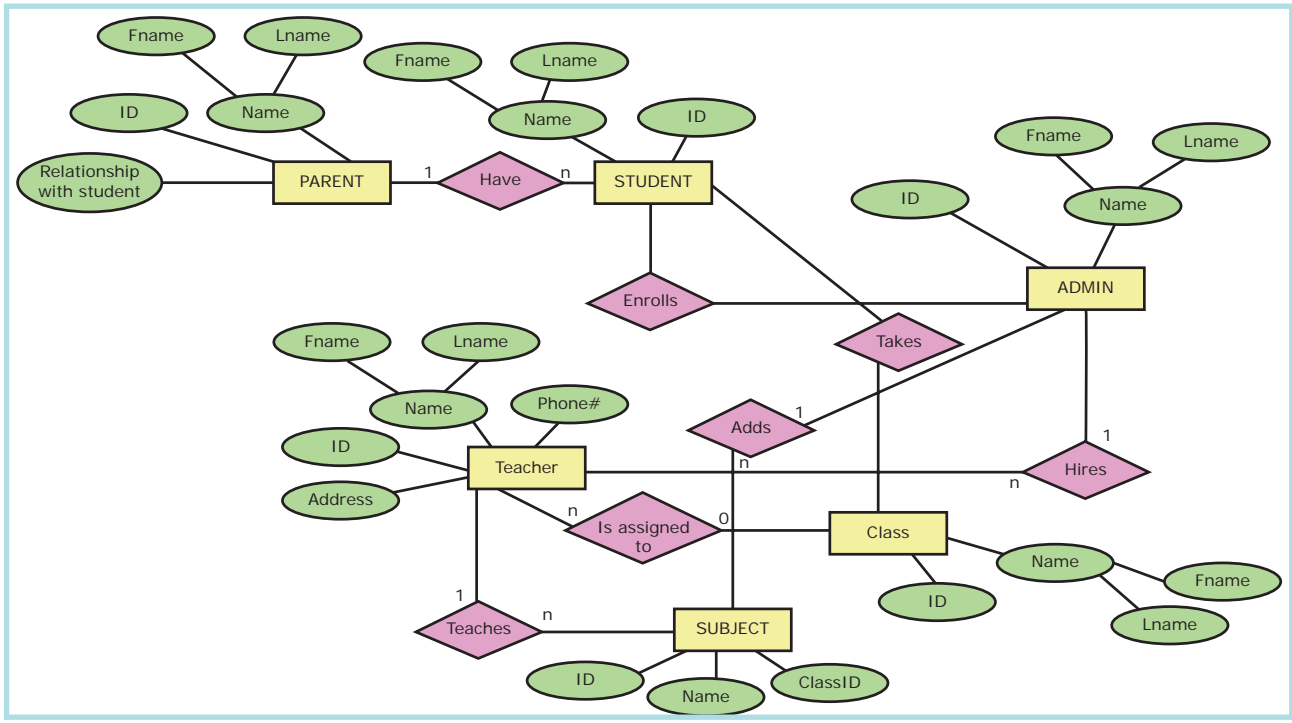 Fname
Lname
Fname
Lname
ID
Name
Name
ID
Fname
Lname
Relationship
with student
PARENT
1
Have
n
STUDENT
ID
Name
Enrolls
ADMIN
Takes
Fname
Lname
Name
Phone#
Adds
1
ID
Teacher
n
Hires
1
n
Address
n
Is assigned
to
0
Class
Name
Fname
ID
Lname
1
Teaches
n
SUBJECT
ID
Name
ClassID